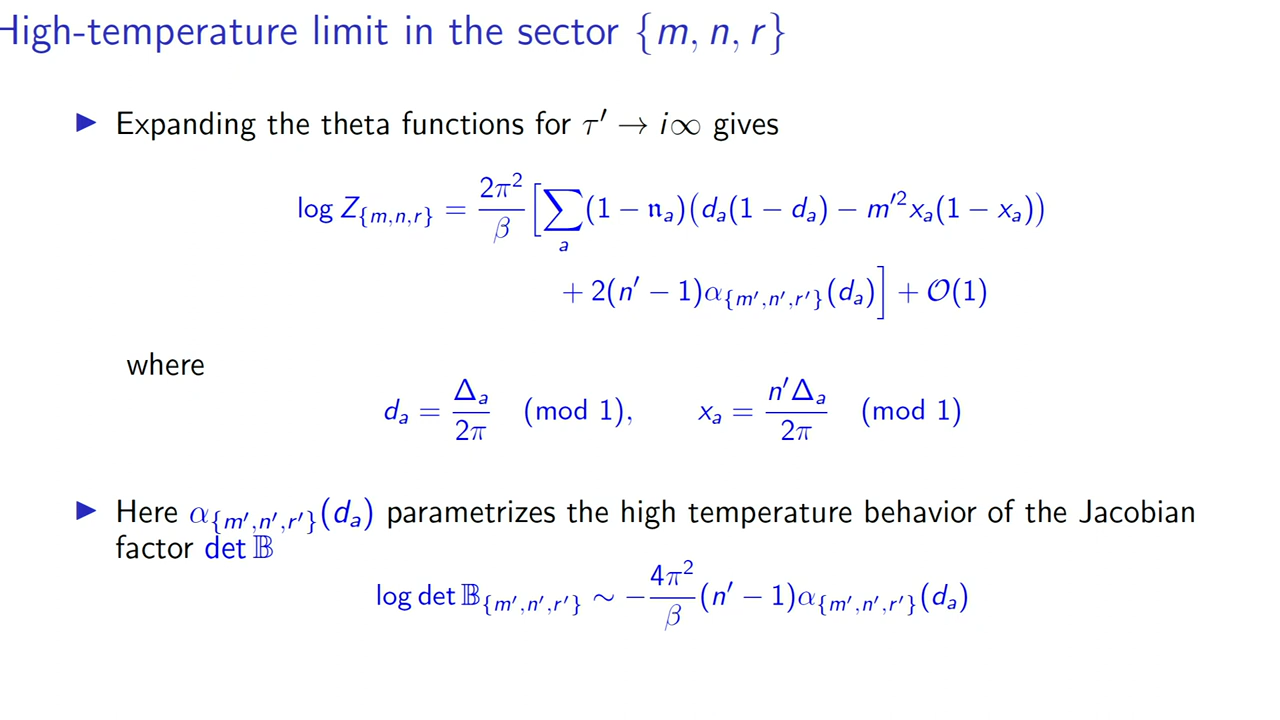 High-temperature limit in the sector {m, n, r}
▶ Expanding the theta functions for τ′ → i∞ gives
log Z_{m,n,r} = 2π²/β [∑_a (1 − 𝔫_a)(d_a(1 − d_a) − m′²x_a(1 − x_a))
+ 2(n′ − 1)α_{m′,n′,r′}(d_a)] + 𝒪(1)
where
d_a = Δ_a/2π (mod 1), x_a = n′Δ_a/2π (mod 1)
▶ Here α_{m′,n′,r′}(d_a) parametrizes the high temperature behavior of the Jacobian
factor det 𝔹
log det 𝔹_{m′,n′,r′} ∼ −4π²/β (n′ − 1)α_{m′,n′,r′}(d_a)